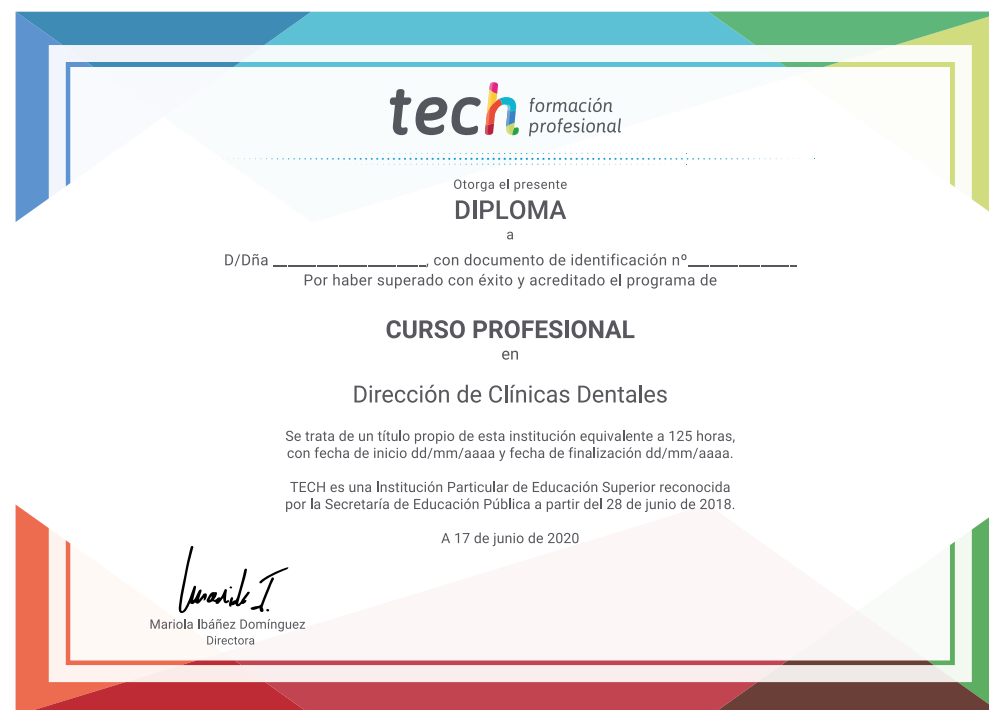 tech formación
profesional
Otorga el presente
DIPLOMA
a
D/Dña ____________________, con documento de identificación nº______________
Por haber superado con éxito y acreditado el programa de
CURSO PROFESIONAL
en
Dirección de Clínicas Dentales
Se trata de un título propio de esta institución equivalente a 125 horas,
con fecha de inicio dd/mm/aaaa y fecha de finalización dd/mm/aaaa.
TECH es una Institución Particular de Educación Superior reconocida
por la Secretaría de Educación Pública a partir del 28 de junio de 2018.
A 17 de junio de 2020
Mariola Ibáñez Domínguez
Directora